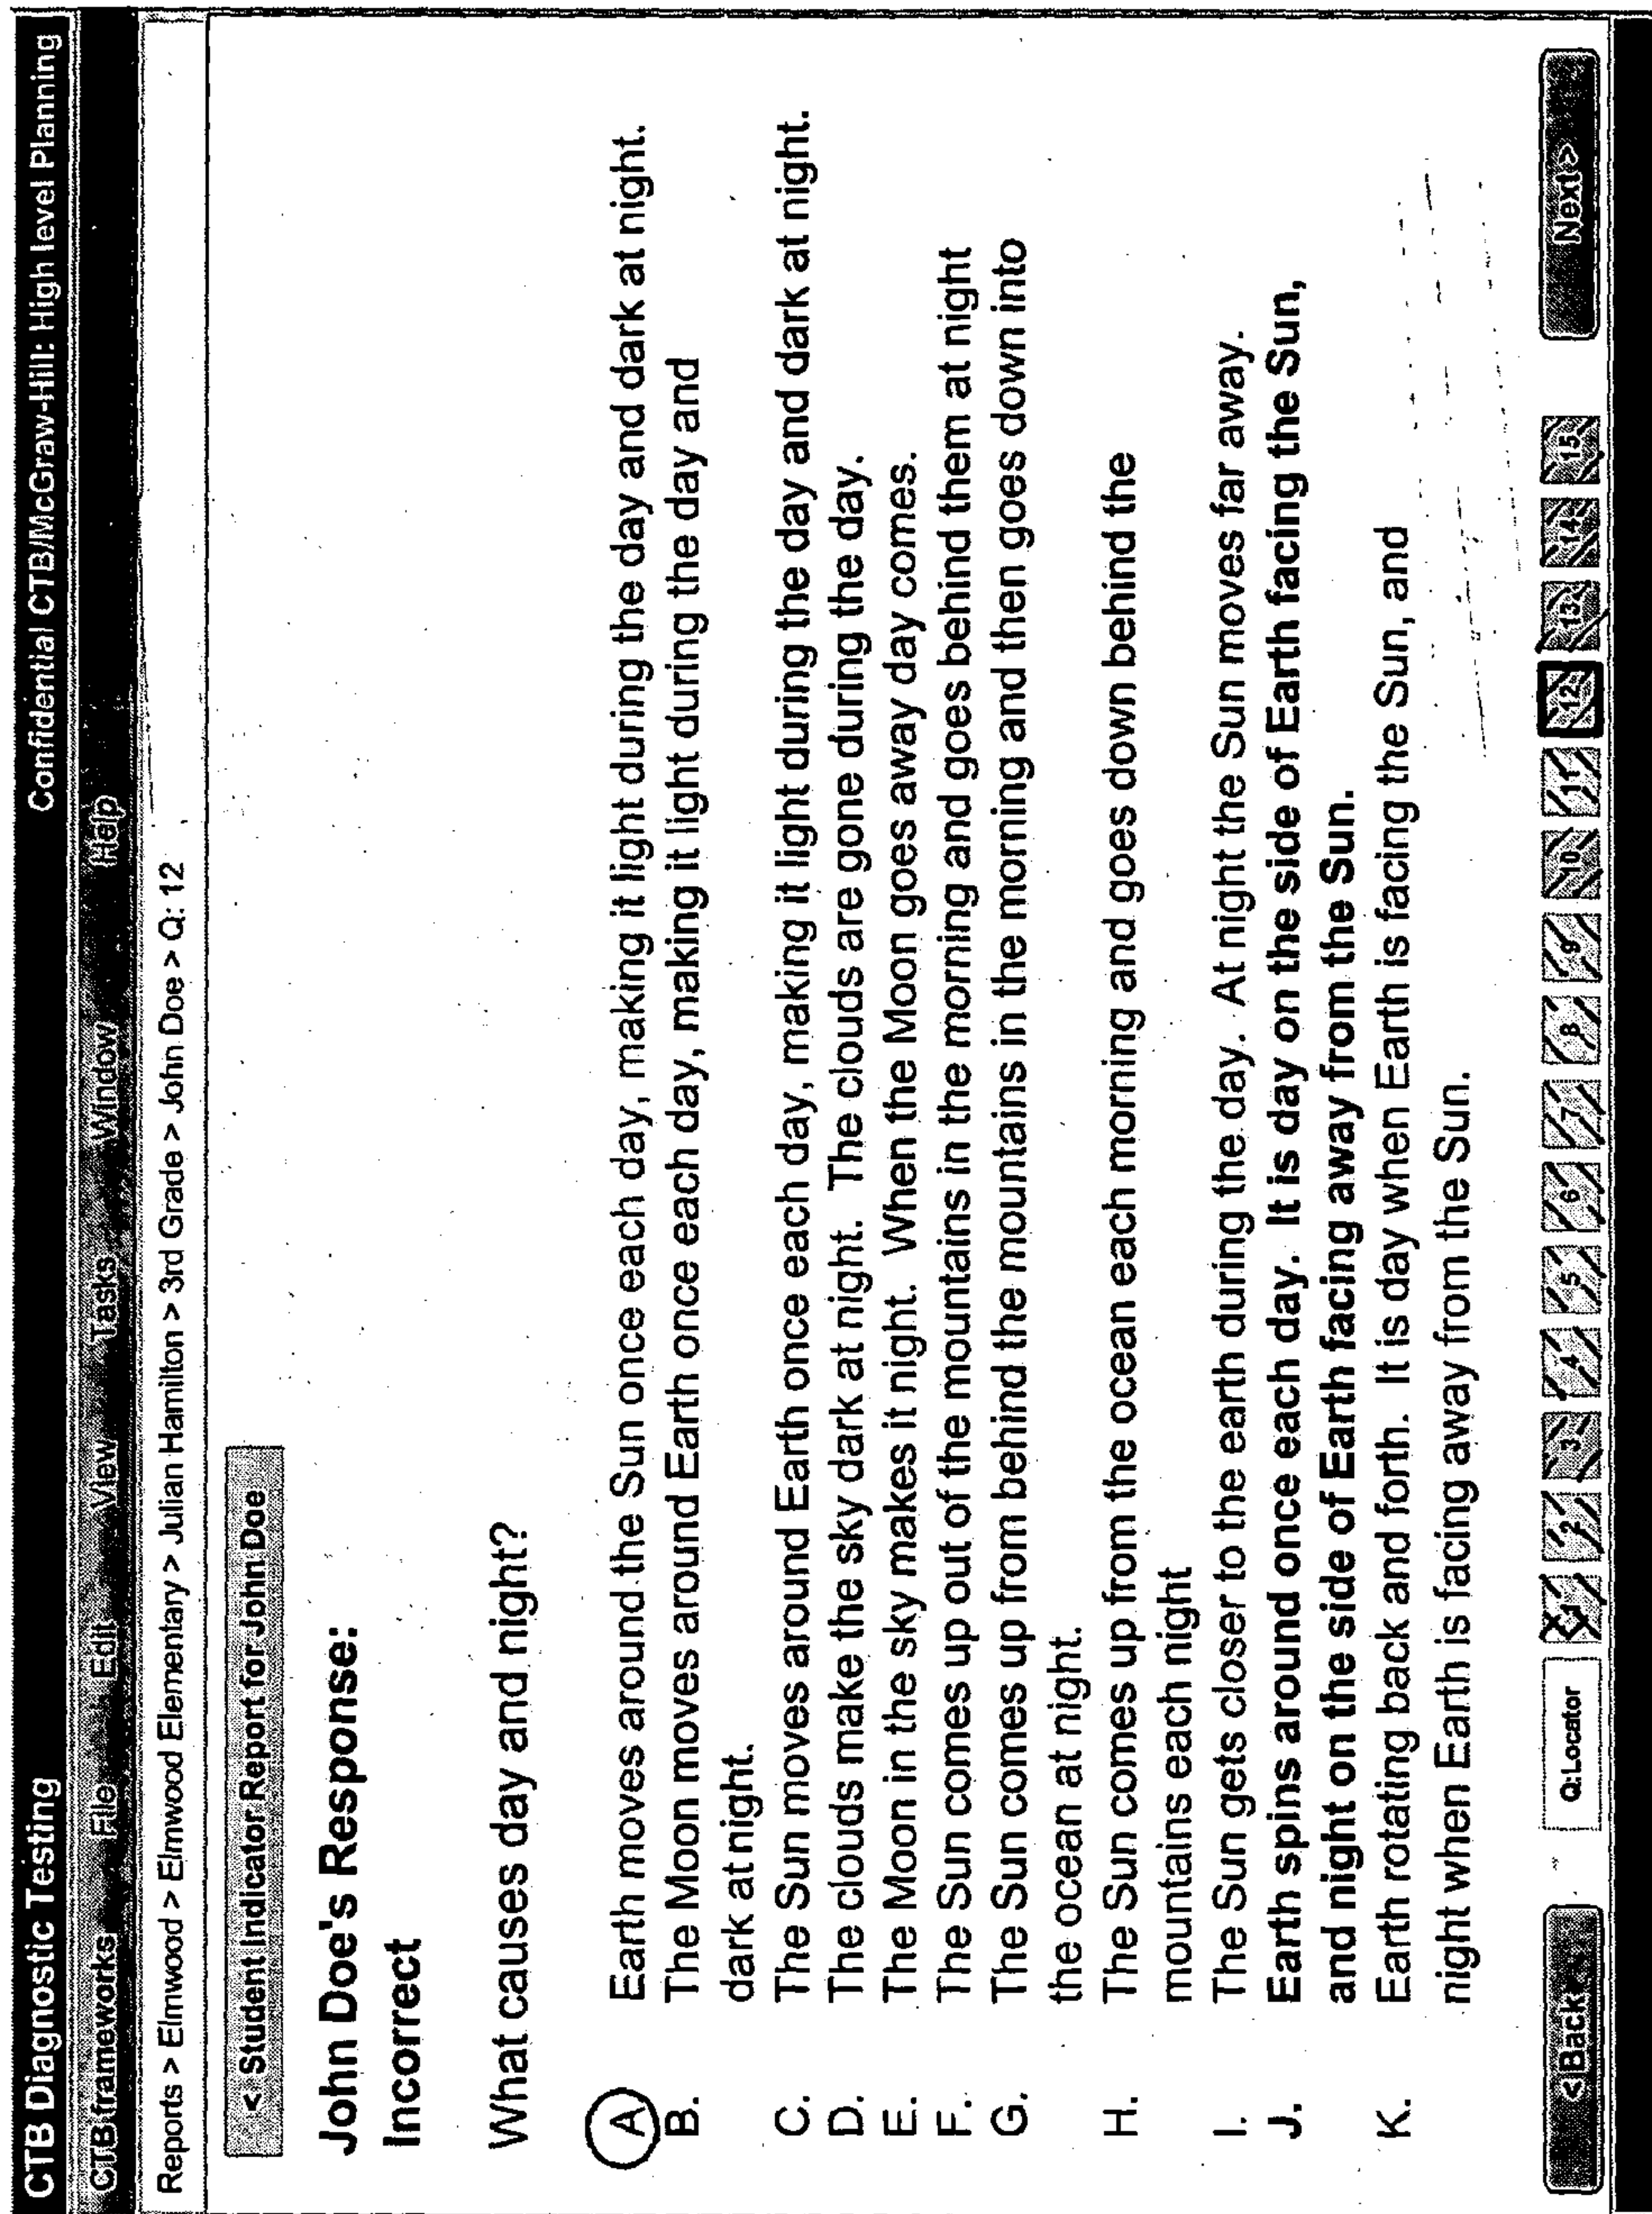 CTB Diagnostic Testing Confidential CTB/McGraw-Hill: High level Planning
CTB frameworks File Edit View Tasks Window Help
Reports > Elmwood > Elmwood Elementary > Julian Hamilton > 3rd Grade > John Doe > Q: 12
< Student Indicator Report for John Doe
John Doe's Response:
Incorrect
What causes day and night?
A Earth moves around the Sun once each day, making it light during the day and dark at night.
B. The Moon moves around Earth once each day, making it light during the day and
dark at night.
C. The Sun moves around Earth once each day, making it light during the day and dark at night.
D. The clouds make the sky dark at night. The clouds are gone during the day.
E. The Moon in the sky makes it night. When the Moon goes away day comes.
F. The Sun comes up out of the mountains in the morning and goes behind them at night
G. The Sun comes up from behind the mountains in the morning and then goes down into
the ocean at night.
H. The Sun comes up from the ocean each morning and goes down behind the
mountains each night
I. The Sun gets closer to the earth during the day. At night the Sun moves far away.
J. Earth spins around once each day. It is day on the side of Earth facing the Sun,
and night on the side of Earth facing away from the Sun.
K. Earth rotating back and forth. It is day when Earth is facing the Sun, and
night when Earth is facing away from the Sun.
< Back Q:Locator 1 2 3 4 5 6 7 8 9 10 11 12 13 14 15 Next >